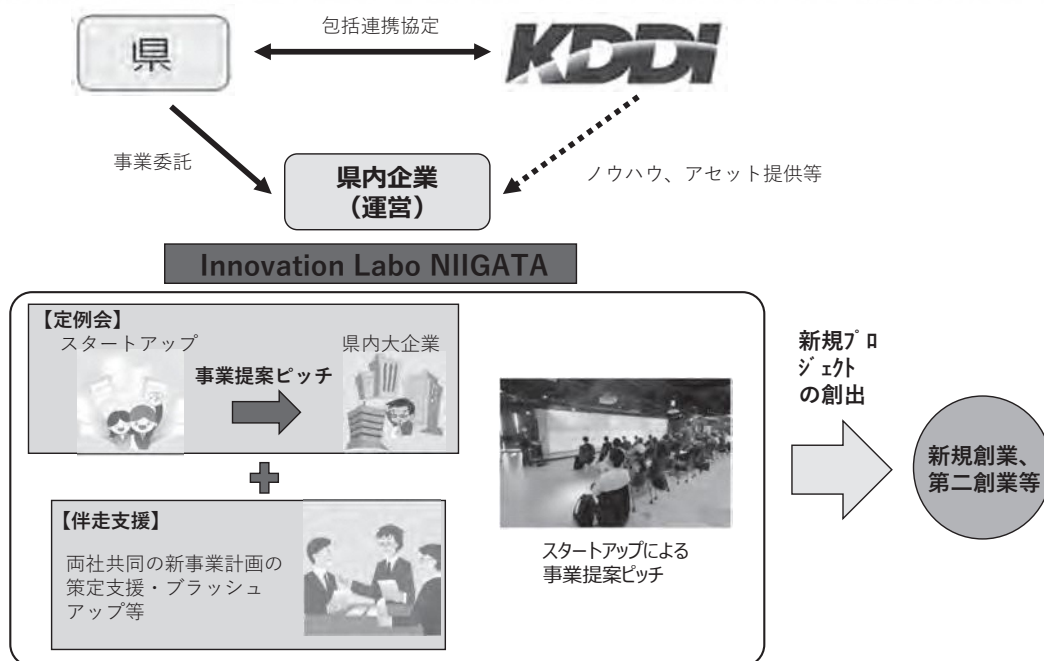 包括連携協定
県
KDDI
事業委託
県内企業
（運営）
ノウハウ、アセット提供等
Innovation Labo NIIGATA
【定例会】
スタートアップ
県内大企業
事業提案ピッチ
【伴走支援】
両社共同の新事業計画の
策定支援・ブラッシュ
アップ等
スタートアップによる
事業提案ピッチ
新規プロ
ジェクト
の創出
新規創業、
第二創業等